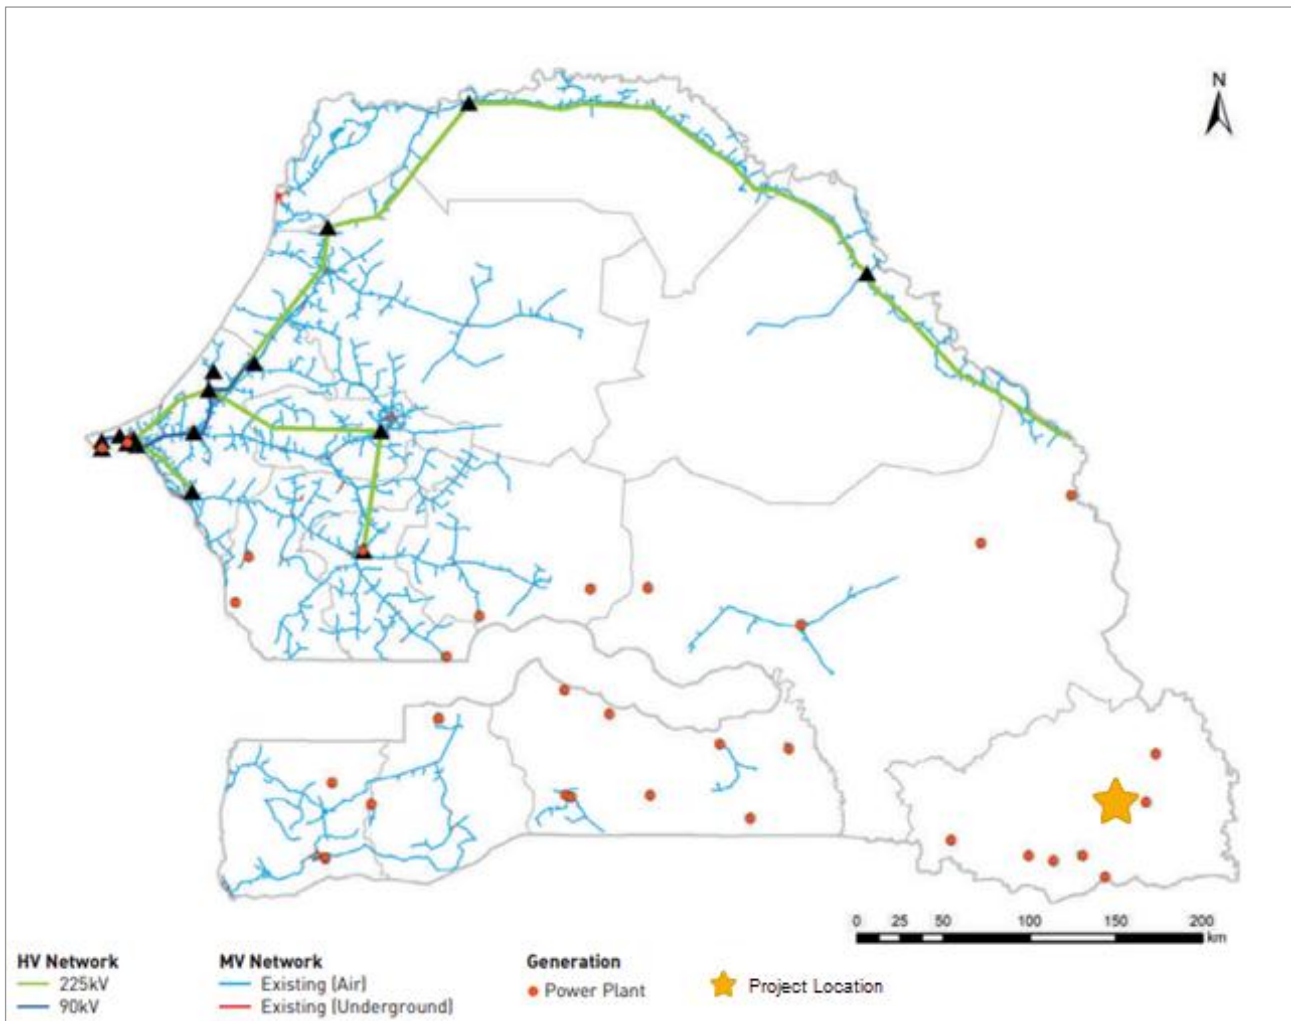 N
0 25 50 100 150 200
km
HV Network
225kV
90kV
MV Network
Existing (Air)
Existing (Underground)
Generation
Power Plant
Project Location